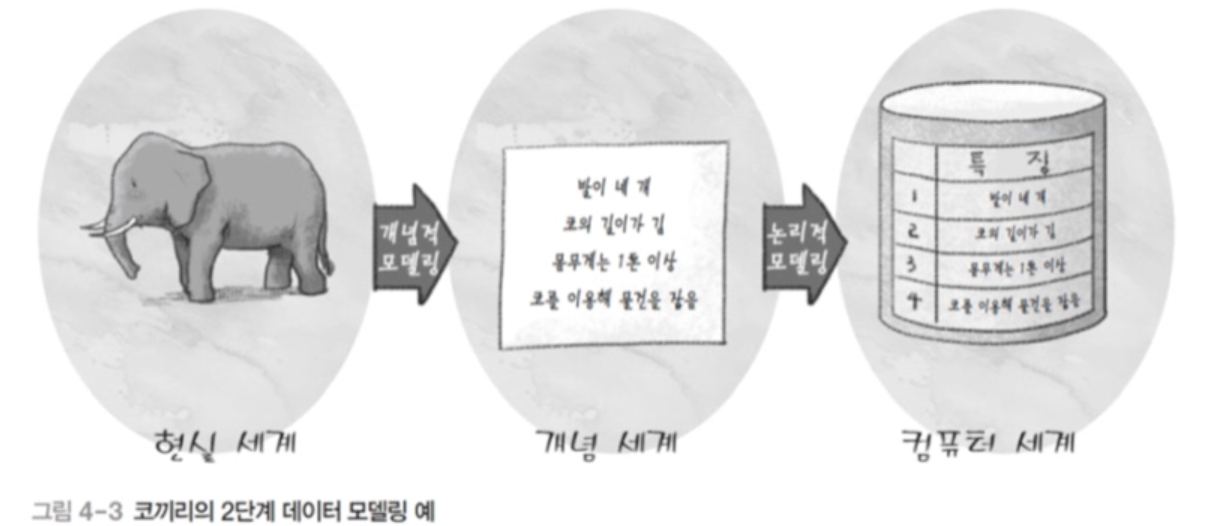 개념적
모델링
발이 네 개
코의 길이가 김
몸무게는 1톤 이상
코를 이용해 물건을 잡음
논리적
모델링
특 징
1 발이 네 개
2 코의 길이가 김
3 몸무게는 1톤 이상
4 코를 이용해 물건을 잡음
현실 세계
개념 세계
컴퓨터 세계
그림 4-3 코끼리의 2단계 데이터 모델링 예